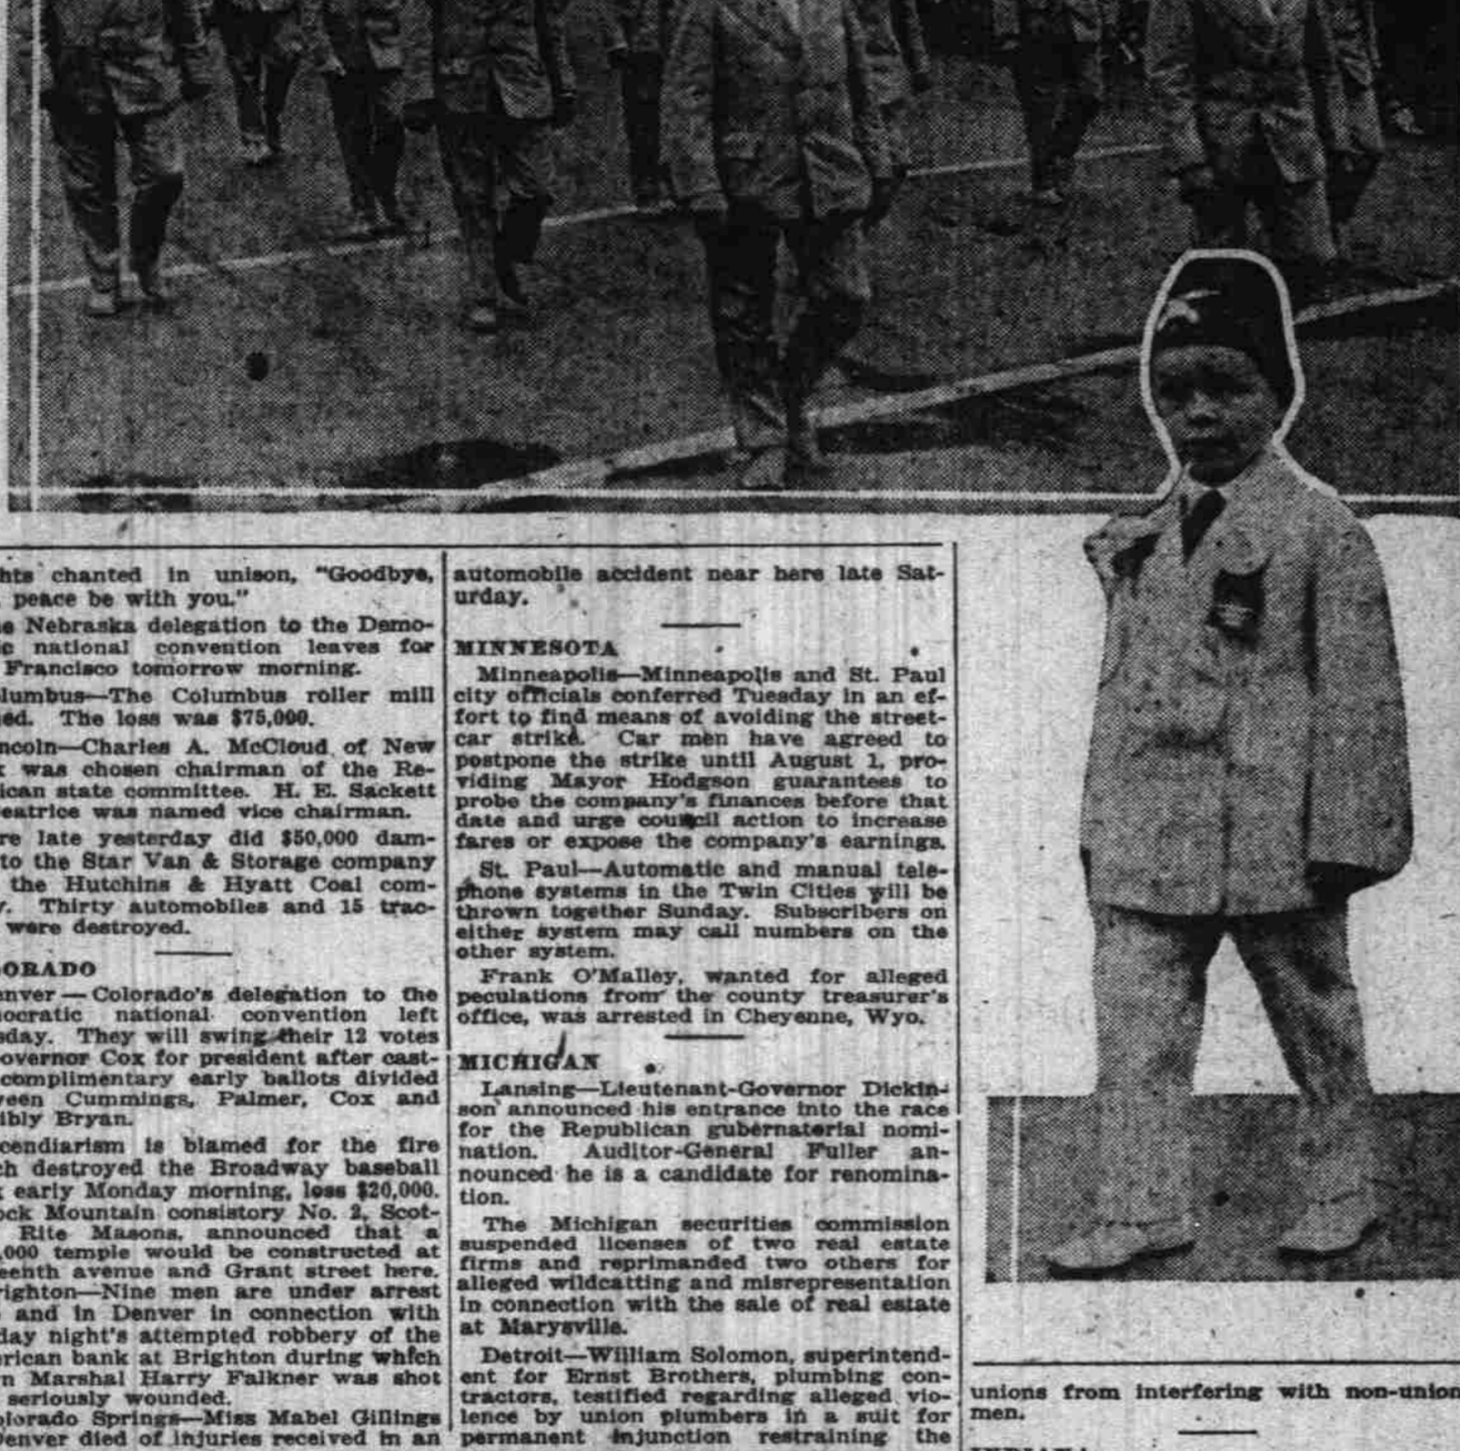 hts chanted in unison, "Goodbye,
peace be with you."
e Nebraska delegation to the Demo-
c national convention leaves for
Francisco tomorrow morning.
lumbus—The Columbus roller mill
ed. The loss was $75,000.
ncoln—Charles A. McCloud of New
k was chosen chairman of the Re-
ican state committee. H. E. Sackett
eatrice was named vice chairman.
re late yesterday did $50,000 dam-
to the Star Van & Storage company
the Hutchins & Hyatt Coal com-
y. Thirty automobiles and 15 trac-
were destroyed.
ORADO
enver—Colorado's delegation to the
ocratic national convention left
sday. They will swing their 12 votes
overnor Cox for president after cast-
complimentary early ballots divided
ween Cummings, Palmer, Cox and
ibly Bryan.
cendiarism is blamed for the fire
ch destroyed the Broadway baseball
k early Monday morning, loss $20,000.
ock Mountain consistory No. 2, Scot-
Rite Masons, announced that a
,000 temple would be constructed at
eenth avenue and Grant street here.
righton—Nine men are under arrest
and in Denver in connection with
day night's attempted robbery of the
erican bank at Brighton during which
n Marshal Harry Falkner was shot
seriously wounded.
olorado Springs—Miss Mabel Gillings
Denver died of injuries received in an
automobile accident near here late Sat-
urday.
MINNESOTA
Minneapolis—Minneapolis and St. Paul
city officials conferred Tuesday in an ef-
fort to find means of avoiding the street-
car strike. Car men have agreed to
postpone the strike until August 1, pro-
viding Mayor Hodgson guarantees to
probe the company's finances before that
date and urge council action to increase
fares or expose the company's earnings.
St. Paul—Automatic and manual tele-
phone systems in the Twin Cities will be
thrown together Sunday. Subscribers on
either system may call numbers on the
other system.
Frank O'Malley, wanted for alleged
peculations from the county treasurer's
office, was arrested in Cheyenne, Wyo.
MICHIGAN
Lansing—Lieutenant-Governor Dickin-
son announced his entrance into the race
for the Republican gubernatorial nomi-
nation. Auditor-General Fuller an-
nounced he is a candidate for renomina-
tion.
The Michigan securities commission
suspended licenses of two real estate
firms and reprimanded two others for
alleged wildcatting and misrepresentation
in connection with the sale of real estate
at Marysville.
Detroit—William Solomon, superintend-
ent for Ernst Brothers, plumbing con-
tractors, testified regarding alleged vio-
lence by union plumbers in a suit for
permanent injunction restraining the
unions from interfering with non-union
men.